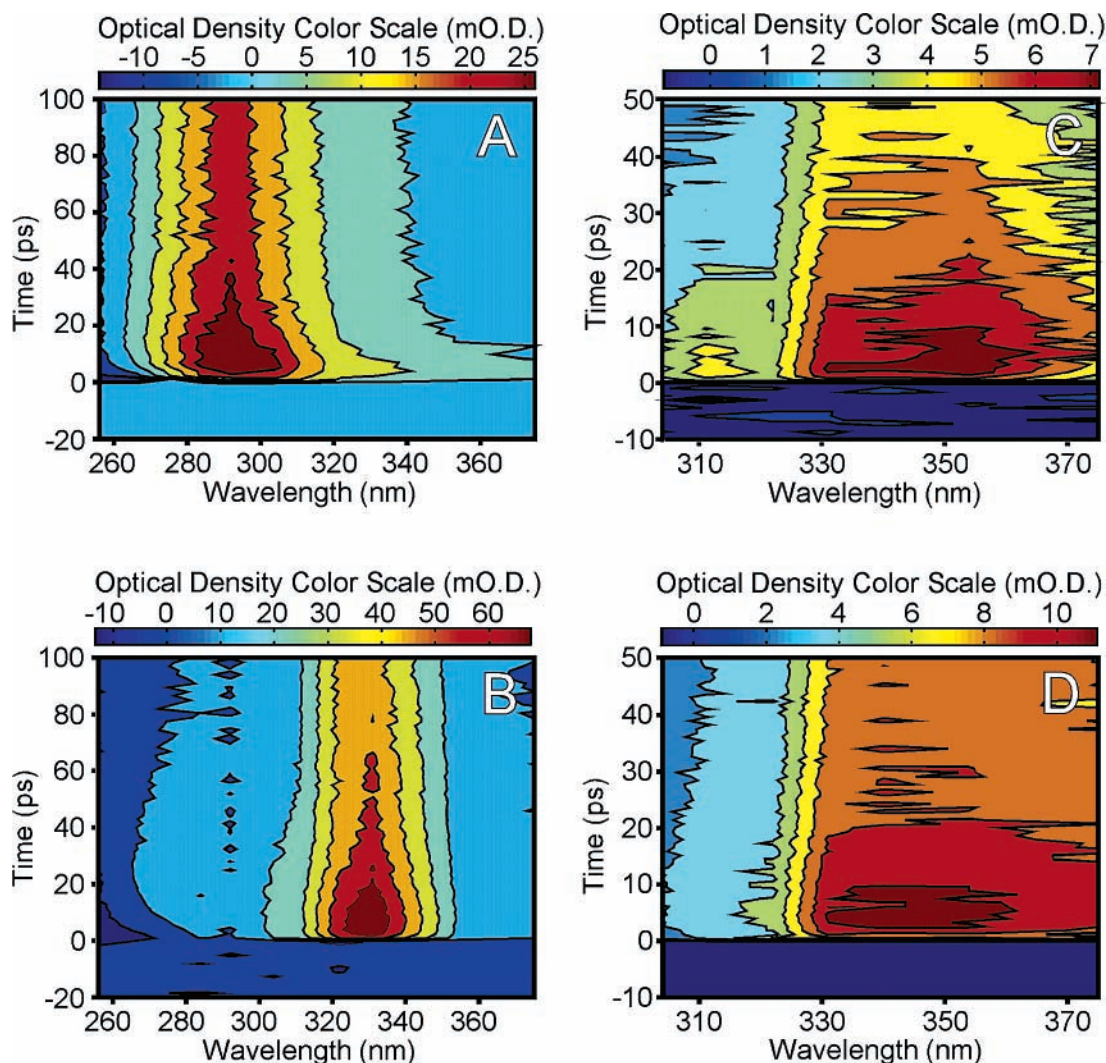 Optical Density Color Scale (mO.D.)
-10 -5 0 5 10 15 20 25
A
100
80
60
40
20
0
-20
Time (ps)
260 280 300 320 340 360
Wavelength (nm)
Optical Density Color Scale (mO.D.)
0 1 2 3 4 5 6 7
C
50
40
30
20
10
0
-10
Time (ps)
310 330 350 370
Wavelength (nm)
Optical Density Color Scale (mO.D.)
-10 0 10 20 30 40 50 60
B
100
80
60
40
20
0
-20
Time (ps)
260 280 300 320 340 360
Wavelength (nm)
Optical Density Color Scale (mO.D.)
0 2 4 6 8 10
D
50
40
30
20
10
0
-10
Time (ps)
310 330 350 370
Wavelength (nm)